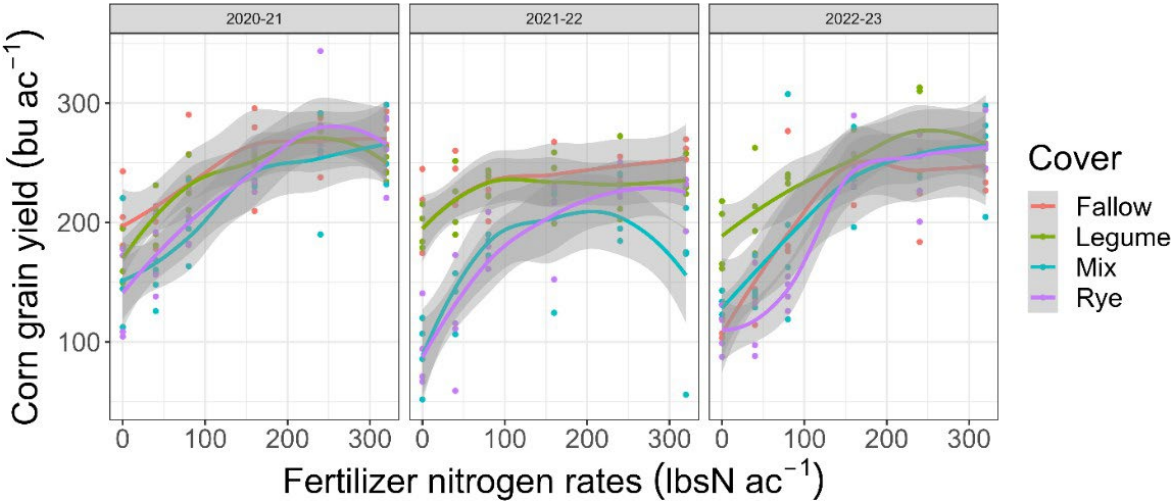 2020-21 2021-22 2022-23
Corn grain yield (bu ac⁻¹)
300
200
100
0 100 200 300 0 100 200 300 0 100 200 300
Fertilizer nitrogen rates (lbsN ac⁻¹)
Cover
Fallow
Legume
Mix
Rye